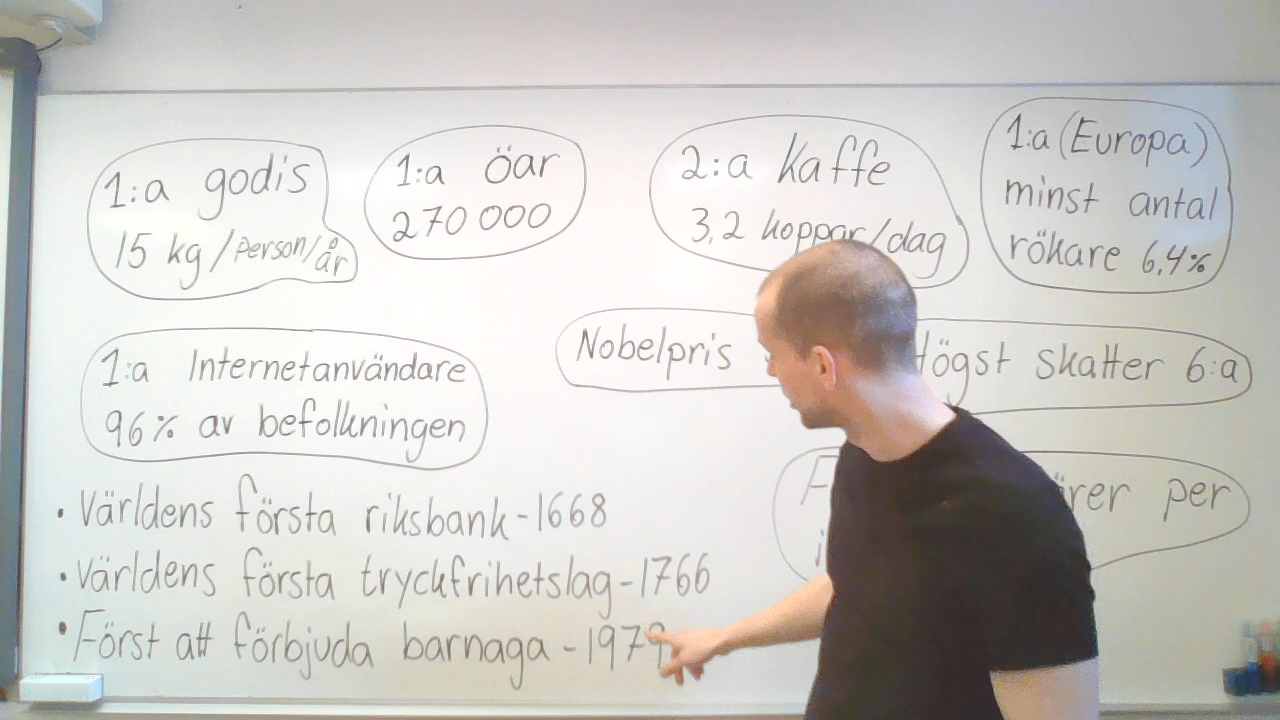 1:a godis
15 kg/person/år
1:a öar
270 000
2:a kaffe
3,2 koppar/dag
1:a (Europa)
minst antal
rökare 6,4%
1:a Internetanvändare
96% av befolkningen
Nobelpris
Högst skatter 6:a
per
• Världens första riksbank - 1668
• Världens första tryckfrihetslag - 1766
• Först att förbjuda barnaga - 1979